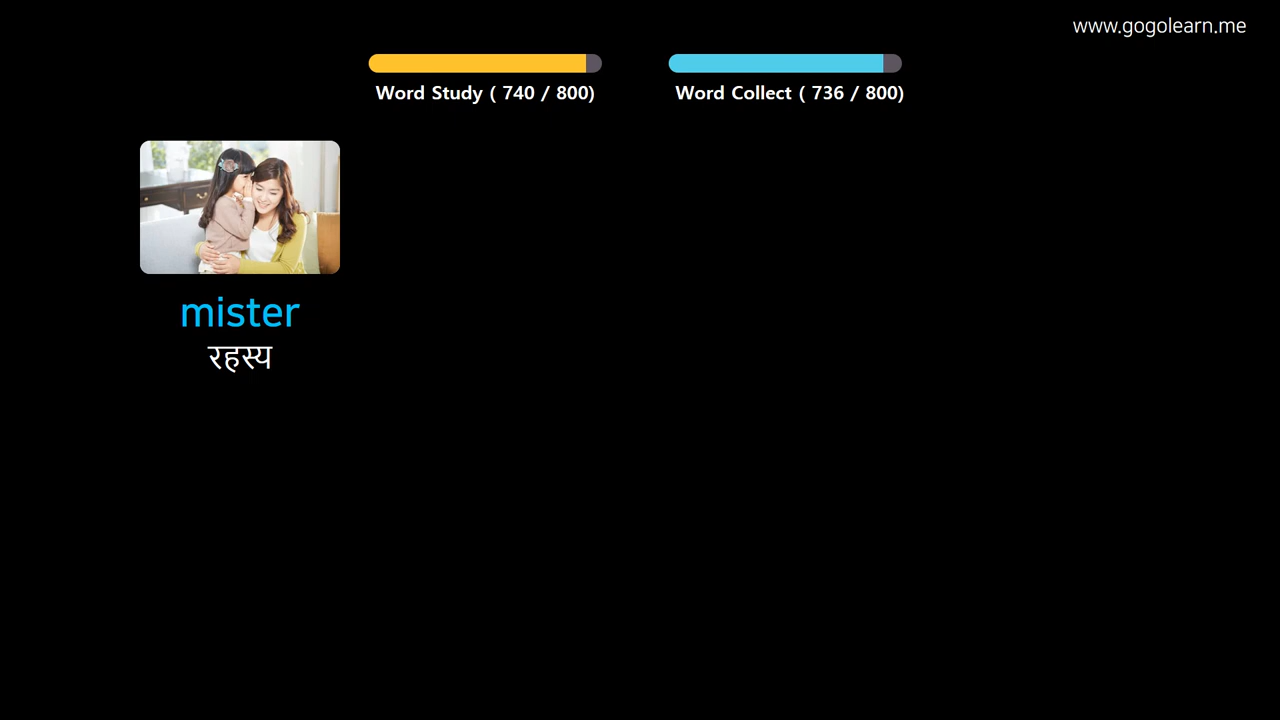 www.gogolearn.me
Word Study ( 740 / 800)
Word Collect ( 736 / 800)
mister
रहस्य